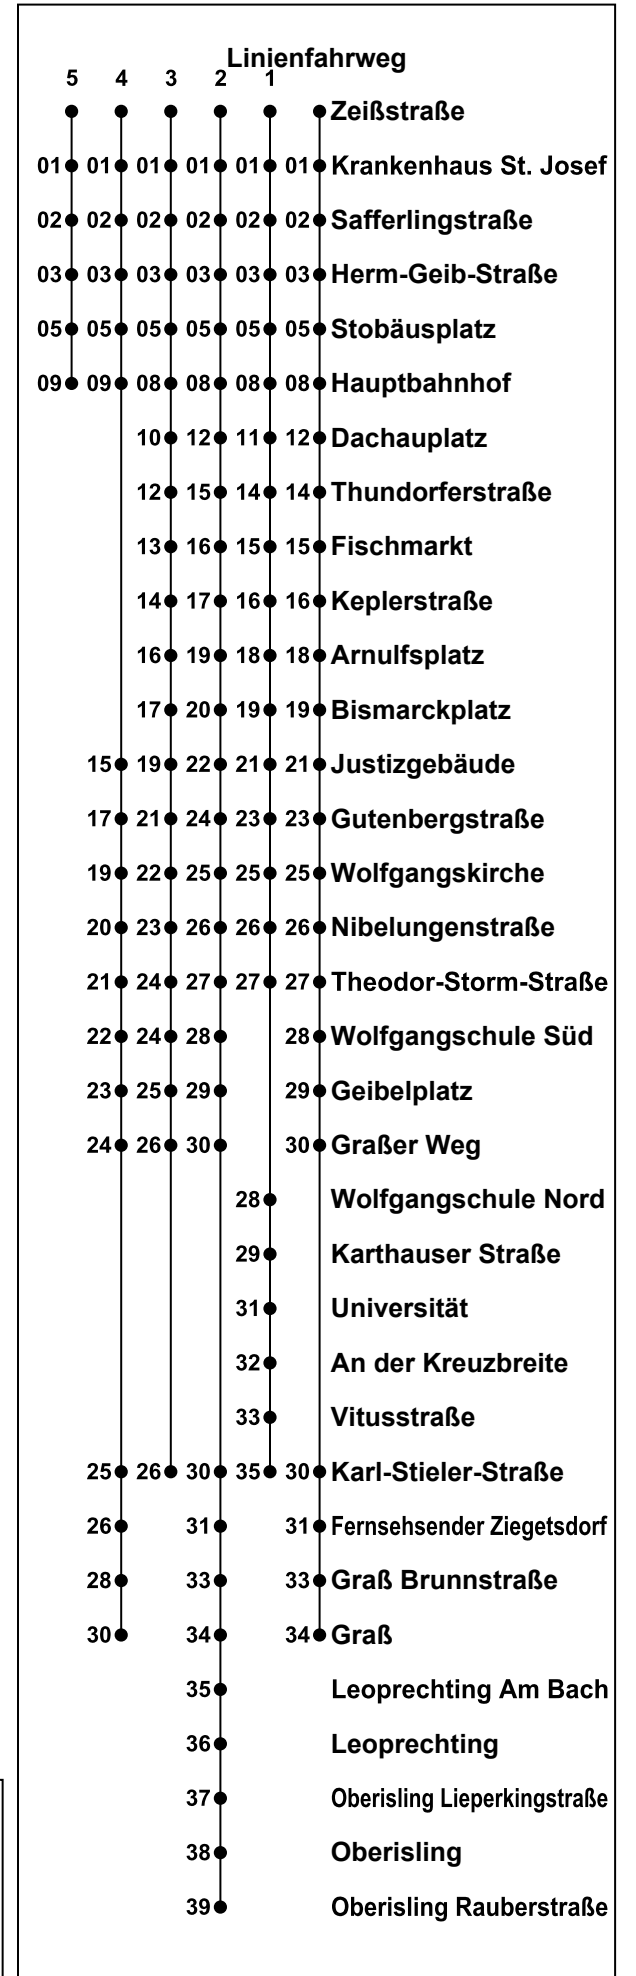 Linienfahrweg
5 4 3 2 1
Zeißstraße
01 01 01 01 01 01 Krankenhaus St. Josef
02 02 02 02 02 02 Safferlingstraße
03 03 03 03 03 03 Herm-Geib-Straße
05 05 05 05 05 05 Stobäusplatz
09 09 08 08 08 08 Hauptbahnhof
10 12 11 12 Dachauplatz
12 15 14 14 Thundorferstraße
13 16 15 15 Fischmarkt
14 17 16 16 Keplerstraße
16 19 18 18 Arnulfsplatz
17 20 19 19 Bismarckplatz
15 19 22 21 21 Justizgebäude
17 21 24 23 23 Gutenbergstraße
19 22 25 25 25 Wolfgangskirche
20 23 26 26 26 Nibelungenstraße
21 24 27 27 27 Theodor-Storm-Straße
22 24 28 28 Wolfgangschule Süd
23 25 29 29 Geibelplatz
24 26 30 30 Graßer Weg
28 Wolfgangschule Nord
29 Karthauser Straße
31 Universität
32 An der Kreuzbreite
33 Vitusstraße
25 26 30 35 30 Karl-Stieler-Straße
26 31 31 Fernsehsender Ziegetsdorf
28 33 33 Graß Brunnstraße
30 34 34 Graß
35 Leoprechting Am Bach
36 Leoprechting
37 Oberisling Lieperkingstraße
38 Oberisling
39 Oberisling Rauberstraße